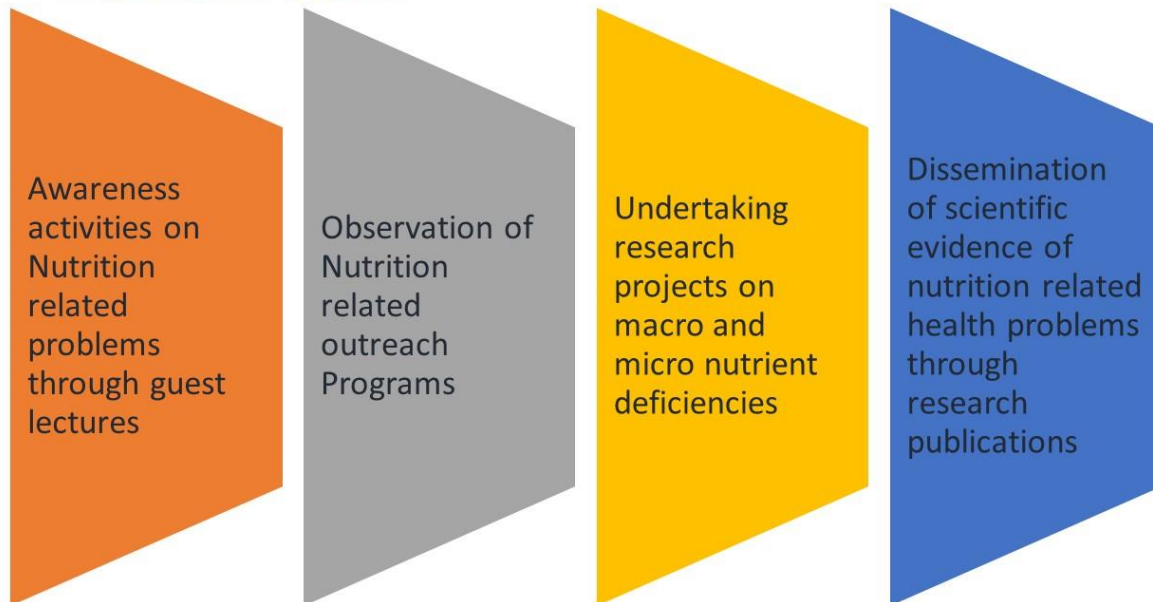 Awareness
activities on
Nutrition
related
problems
through guest
lectures
Observation of
Nutrition
related
outreach
Programs
Undertaking
research
projects on
macro and
micro nutrient
deficiencies
Dissemination
of scientific
evidence of
nutrition related
health problems
through
research
publications